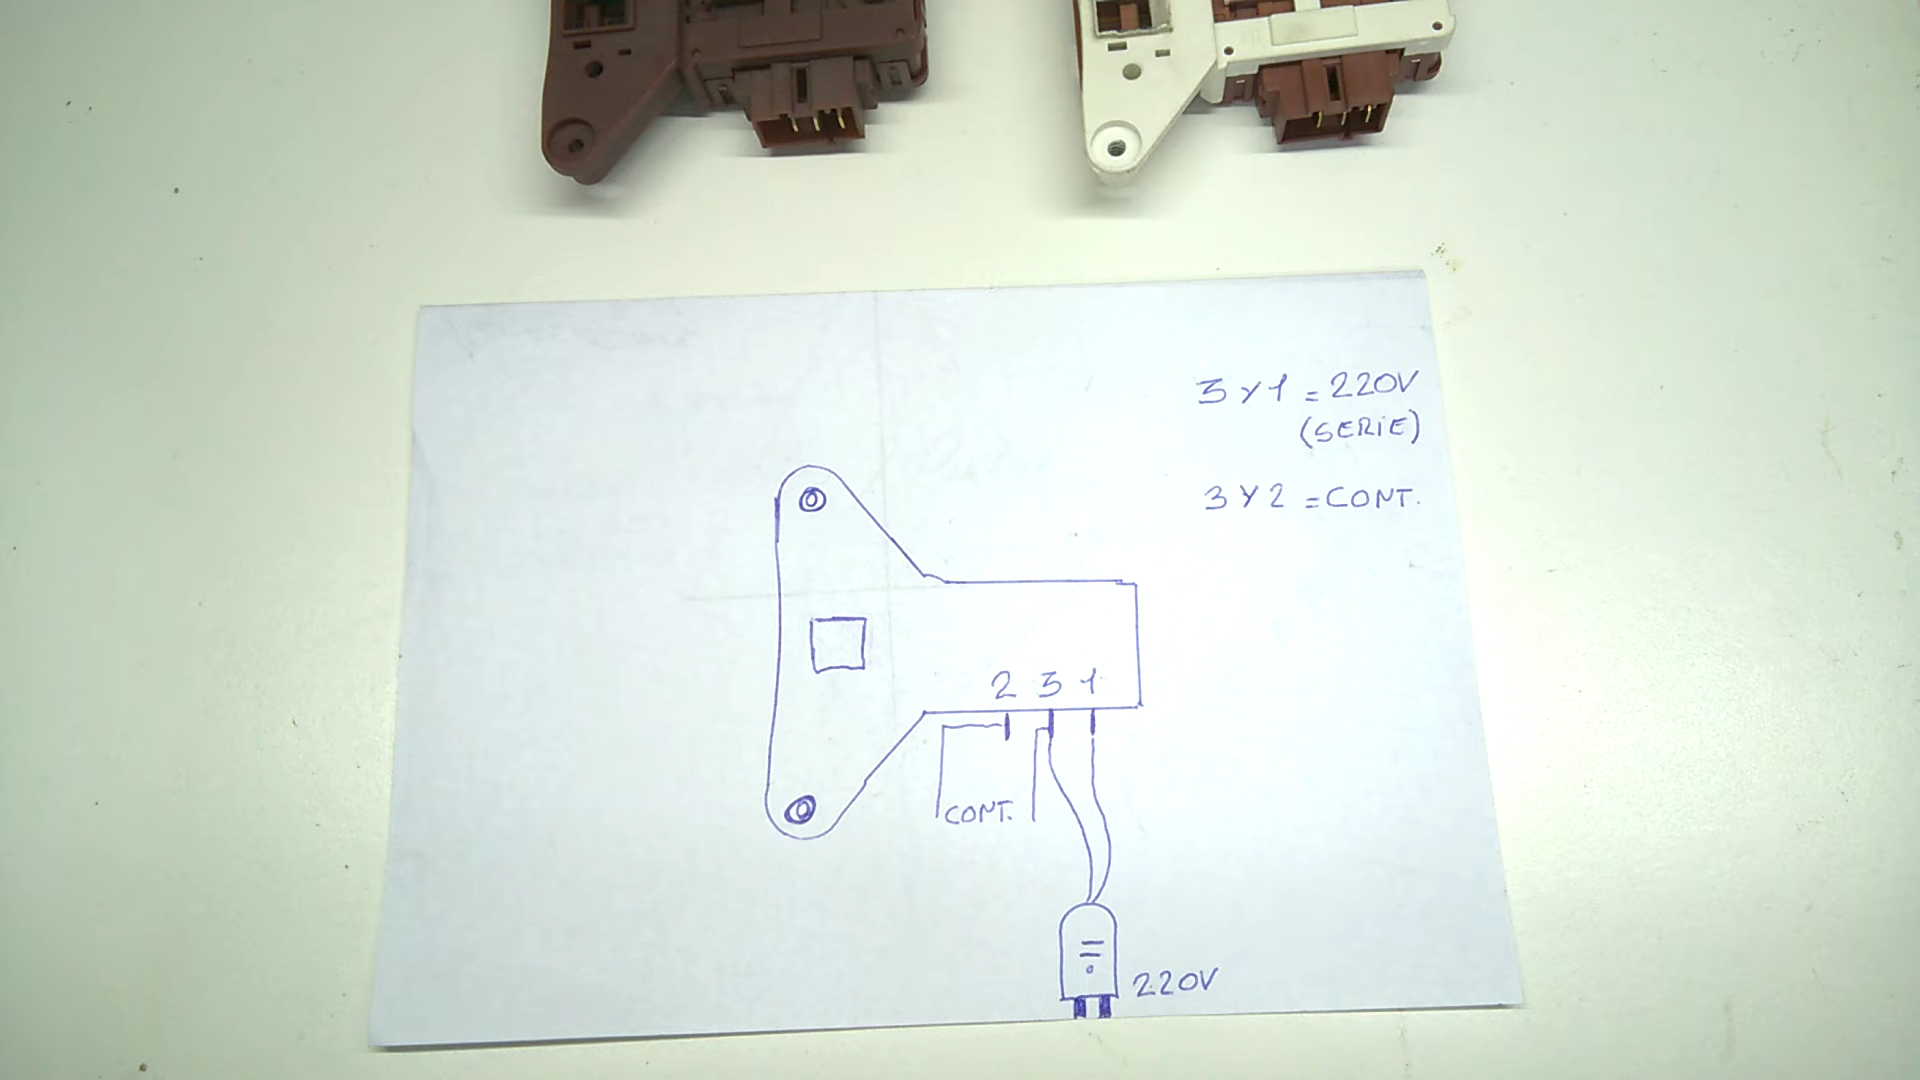 3 Y 1 = 220V
(SERIE)
3 Y 2 = CONT.
2 3 1
CONT.
220V